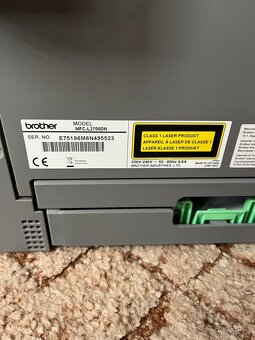 brother
MODEL
MFC-L2700DN
SER. NO.
E75196M6N495523
CLASS 1 LASER PRODUCT
APPAREIL À LASER DE CLASSE 1
LASER KLASSE 1 PRODUKT
220V-240V ~ 50 / 60Hz 4.6A
BROTHER INDUSTRIES, LTD.